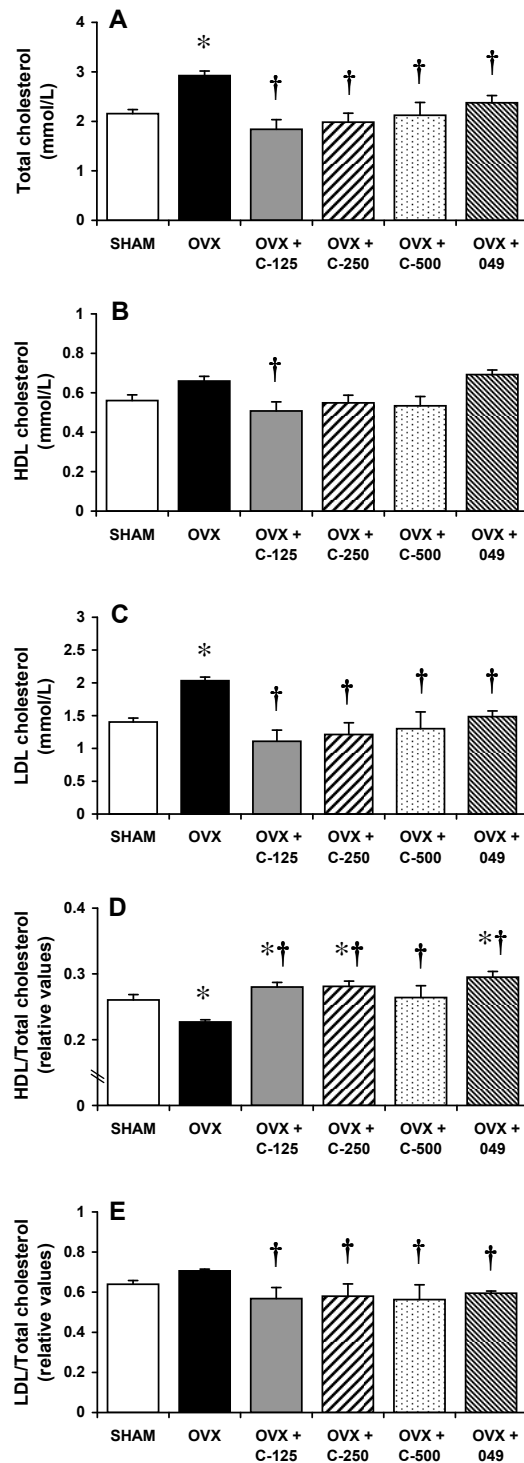 A
Total cholesterol
(mmol/L)
4
3
2
1
0
*
†
†
†
†
SHAM OVX OVX + OVX + OVX + OVX +
C-125 C-250 C-500 049
B
HDL cholesterol
(mmol/L)
1
0.8
0.6
0.4
0.2
0
†
SHAM OVX OVX + OVX + OVX + OVX +
C-125 C-250 C-500 049
C
LDL cholesterol
(mmol/L)
3
2.5
2
1.5
1
0.5
0
*
†
†
†
†
SHAM OVX OVX + OVX + OVX + OVX +
C-125 C-250 C-500 049
D
HDL/Total cholesterol
(relative values)
0.4
0.3
0.2
0
*
*†
*†
†
*†
SHAM OVX OVX + OVX + OVX + OVX +
C-125 C-250 C-500 049
E
LDL/Total cholesterol
(relative values)
1
0.8
0.6
0.4
0.2
0
†
†
†
†
SHAM OVX OVX + OVX + OVX + OVX +
C-125 C-250 C-500 049